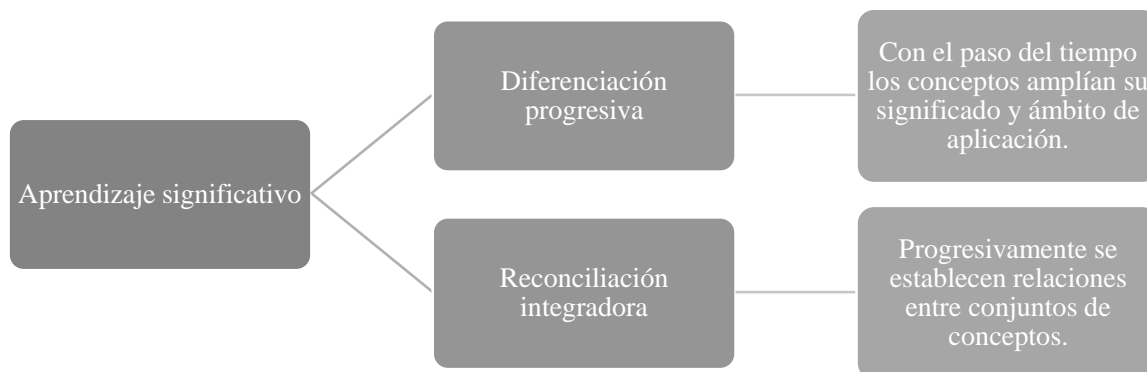 Aprendizaje significativo
Diferenciación
progresiva
Con el paso del tiempo
los conceptos amplían su
significado y ámbito de
aplicación.
Reconciliación
integradora
Progresivamente se
establecen relaciones
entre conjuntos de
conceptos.